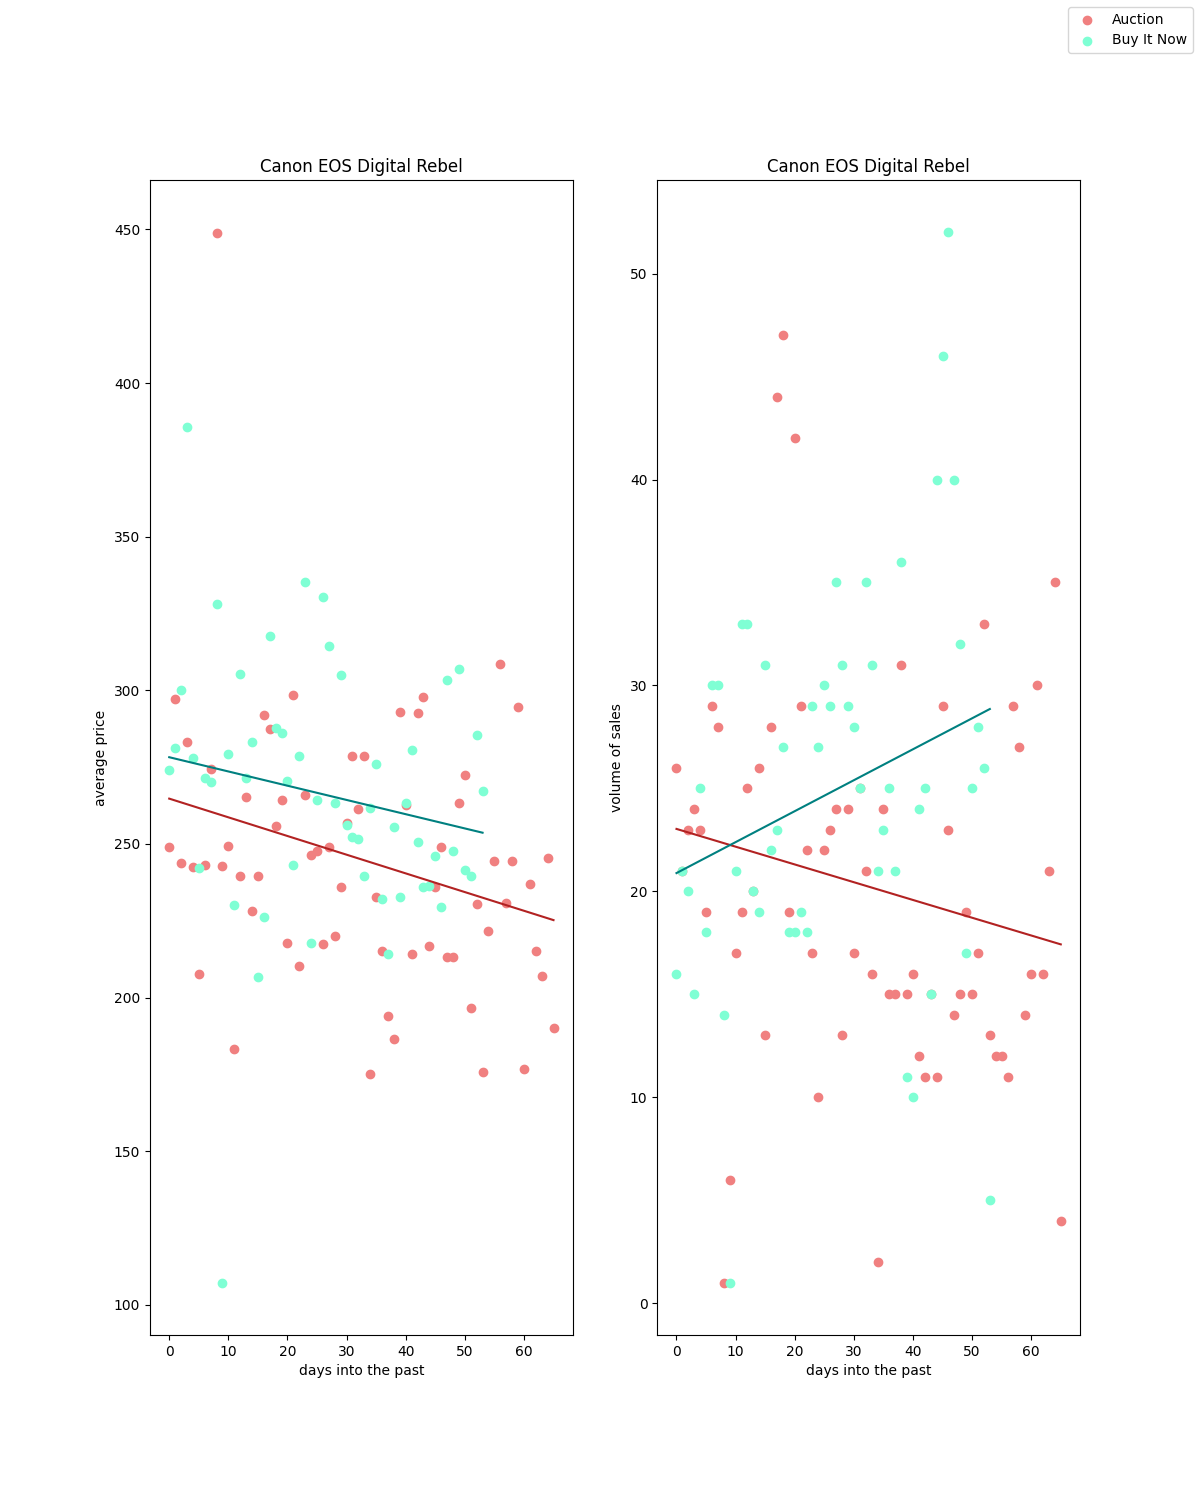 Auction
Buy It Now
Canon EOS Digital Rebel
average price
450
400
350
300
250
200
150
100
0 10 20 30 40 50 60
days into the past
Canon EOS Digital Rebel
volume of sales
50
40
30
20
10
0
0 10 20 30 40 50 60
days into the past